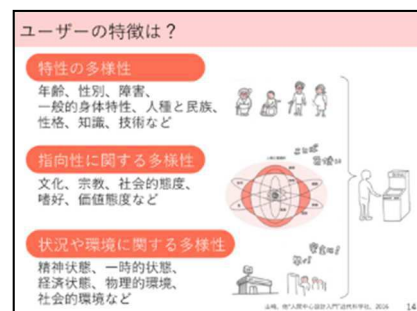 ユーザーの特徴は？
特性の多様性
年齢、性別、障害、
一般的身体特性、人種と民族、
性格、知識、技術など
指向性に関する多様性
文化、宗教、社会的態度、
嗜好、価値態度など
状況や環境に関する多様性
精神状態、一時的状態、
経済状態、物理的環境、
社会的環境など
14